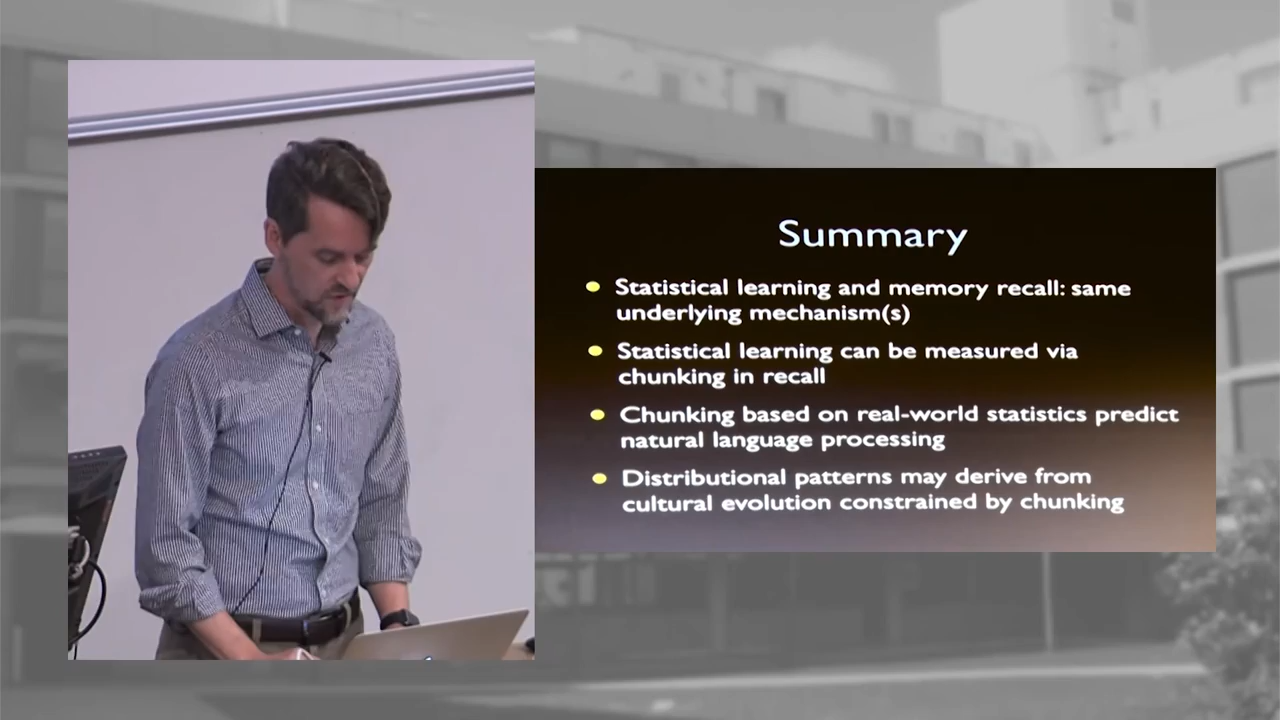 Summary
Statistical learning and memory recall: same
underlying mechanism(s)
Statistical learning can be measured via
chunking in recall
Chunking based on real-world statistics predict
natural language processing
Distributional patterns may derive from
cultural evolution constrained by chunking